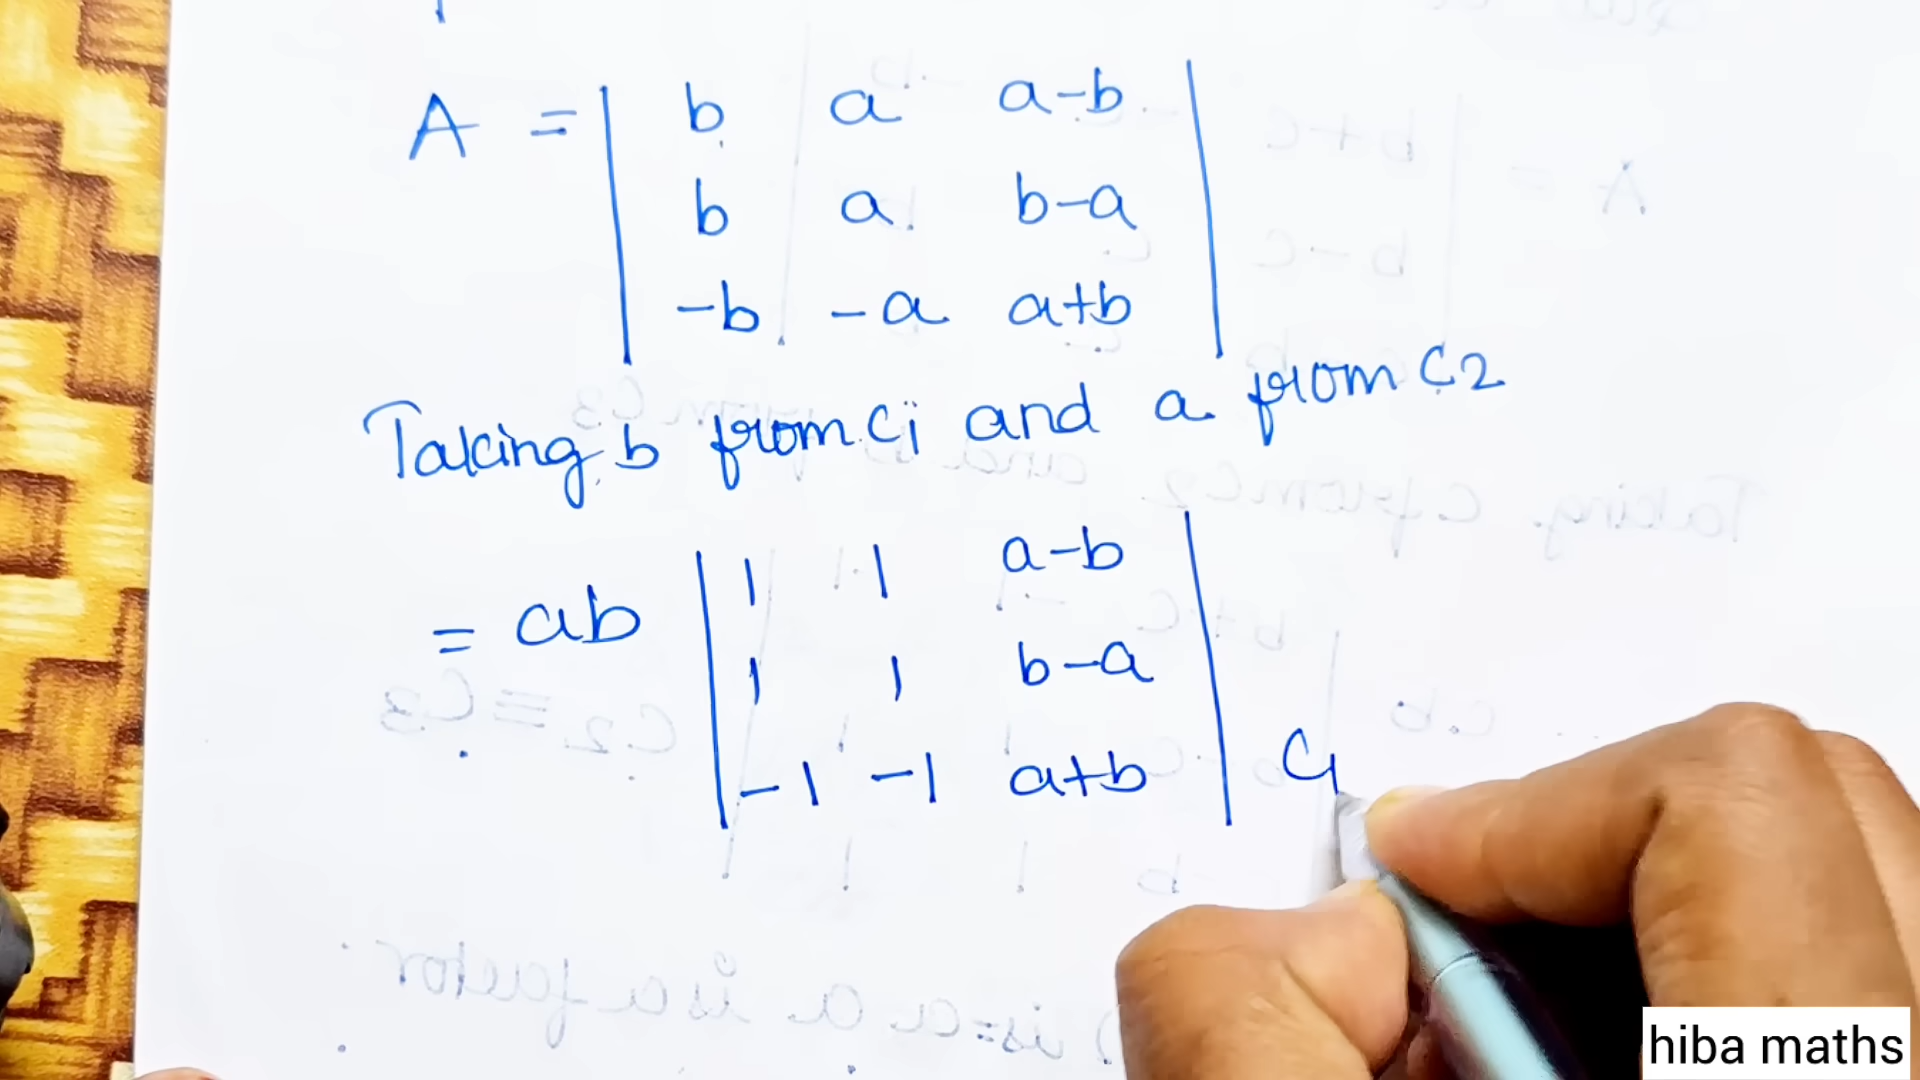 A = | b a a-b |
| b a b-a |
| -b -a a+b |
Taking b from C1 and a from C2
= ab | 1 1 a-b |
| 1 1 b-a |
| -1 -1 a+b | C1
hiba maths